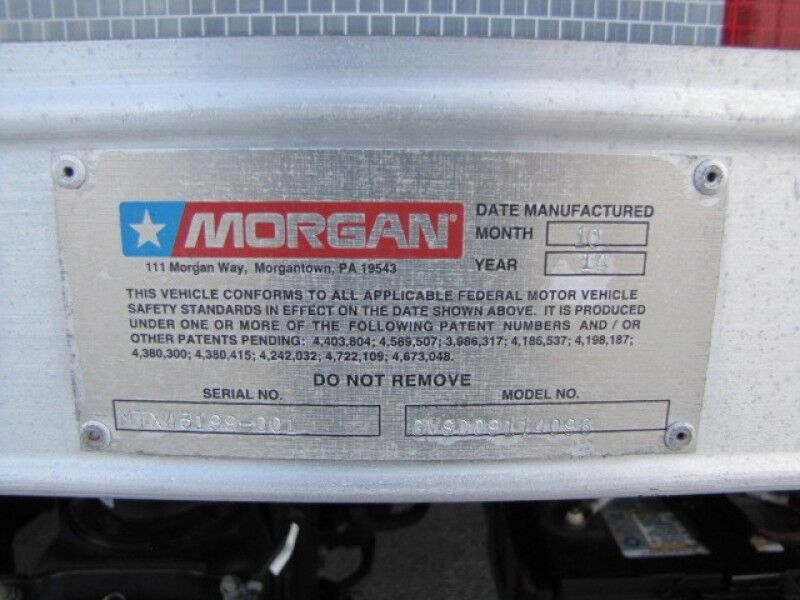 MORGAN®
111 Morgan Way, Morgantown, PA 19543
DATE MANUFACTURED
MONTH 10
YEAR 14
THIS VEHICLE CONFORMS TO ALL APPLICABLE FEDERAL MOTOR VEHICLE
SAFETY STANDARDS IN EFFECT ON THE DATE SHOWN ABOVE. IT IS PRODUCED
UNDER ONE OR MORE OF THE FOLLOWING PATENT NUMBERS AND / OR
OTHER PATENTS PENDING: 4,403,804; 4,589,507; 3,986,317; 4,185,537; 4,198,187;
4,380,300; 4,380,415; 4,242,032; 4,722,109; 4,673,048.
DO NOT REMOVE
SERIAL NO.
MODEL NO.